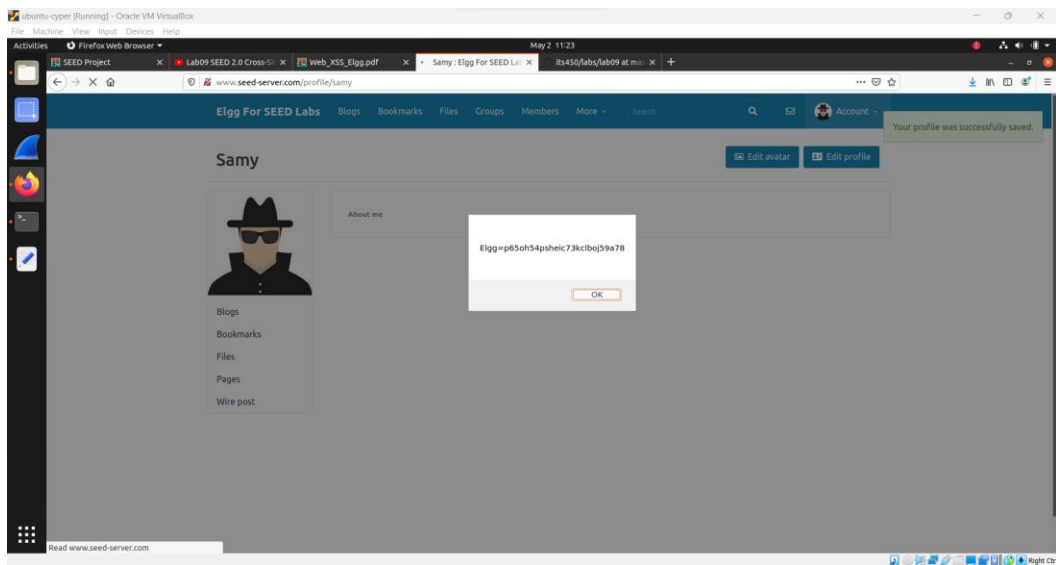 ubuntu-cyper [Running] - Oracle VM VirtualBox
File Machine View Input Devices Help
Activities Firefox Web Browser May 2 11:23
SEED Project Lab09 SEED 2.0 Cross-Si Web_XSS_Elgg.pdf Samy : Elgg For SEED Lab its450/labs/lab09 at mas
www.seed-server.com/profile/samy
Elgg For SEED Labs Blogs Bookmarks Files Groups Members More Search Account
Your profile was successfully saved.
Samy Edit avatar Edit profile
About me
Elgg=p65oh54psheic73kclboj59a78
OK
Blogs
Bookmarks
Files
Pages
Wire post
Read www.seed-server.com
Right Ctrl